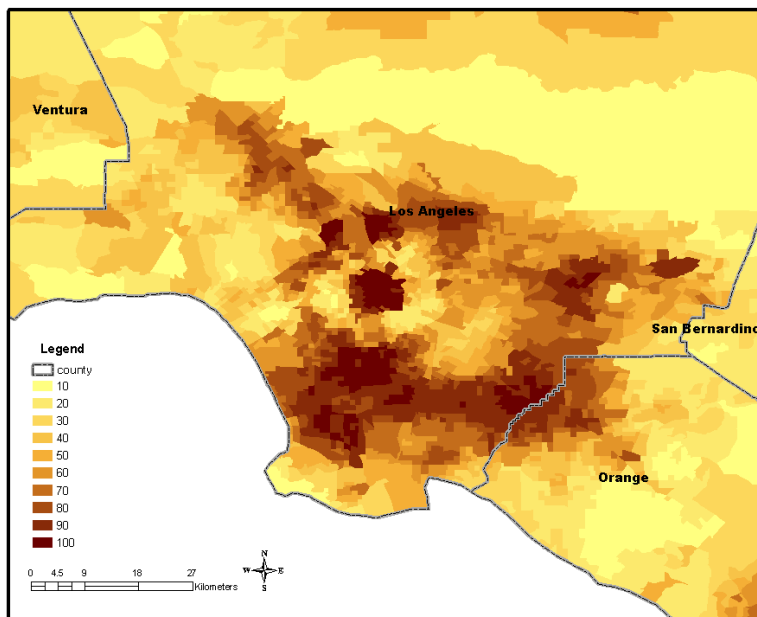 Ventura
Los Angeles
San Bernardino
Orange
Legend
county
10
20
30
40
50
60
70
80
90
100
0 4.5 9 18 27
Kilometers
N
W E
S